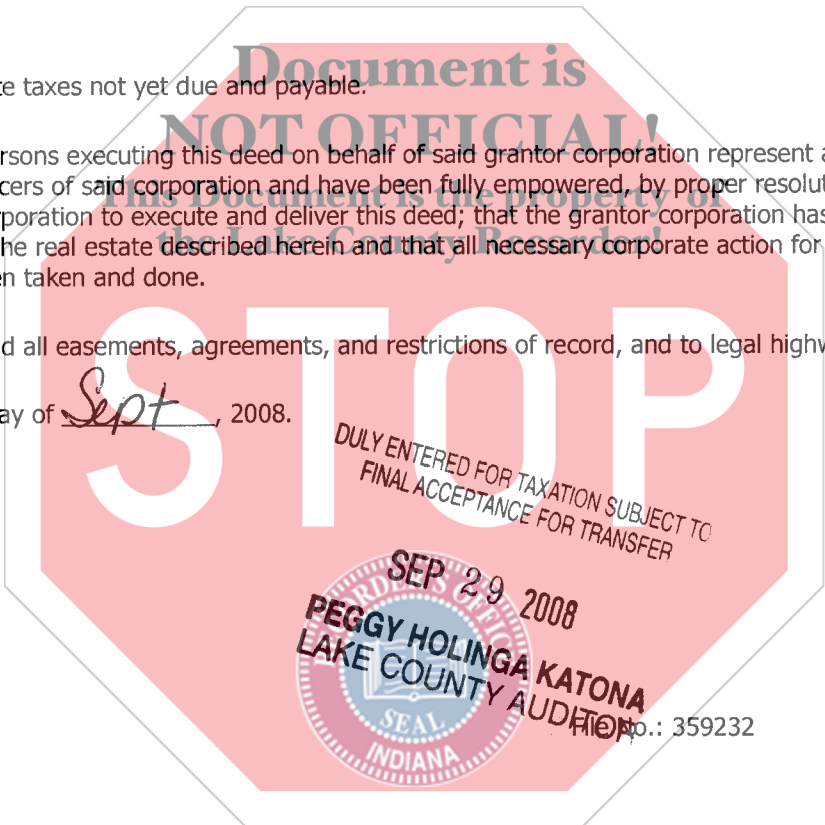 Document is
te taxes not yet due and payable.
NOT OFFICIAL!
rsons executing this deed on behalf of said grantor corporation represent a
cers of said corporation and have been fully empowered, by proper resolut
This Document is the property of
rporation to execute and deliver this deed; that the grantor corporation has
the Lake County Recorder!
he real estate described herein and that all necessary corporate action for
n taken and done.
STOP
d all easements, agreements, and restrictions of record, and to legal highw
ay of Sept, 2008.
DULY ENTERED FOR TAXATION SUBJECT TO
FINAL ACCEPTANCE FOR TRANSFER
SEP 29 2008
PEGGY HOLINGA KATONA
LAKE COUNTY AUDITOR
File No.: 359232
SEAL
INDIANA